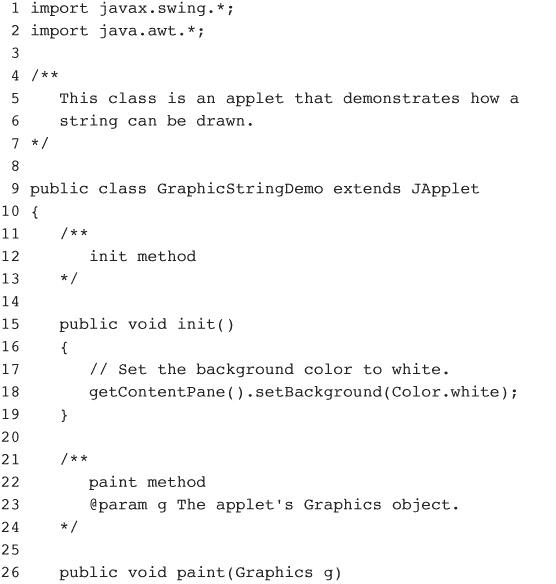 1 import javax.swing.*;
2 import java.awt.*;
3
4 /**
5    This class is an applet that demonstrates how a
6    string can be drawn.
7 */
8
9 public class GraphicStringDemo extends JApplet
10 {
11    /**
12       init method
13    */
14
15    public void init()
16    {
17       // Set the background color to white.
18       getContentPane().setBackground(Color.white);
19    }
20
21    /**
22       paint method
23       @param g The applet's Graphics object.
24    */
25
26    public void paint(Graphics g)